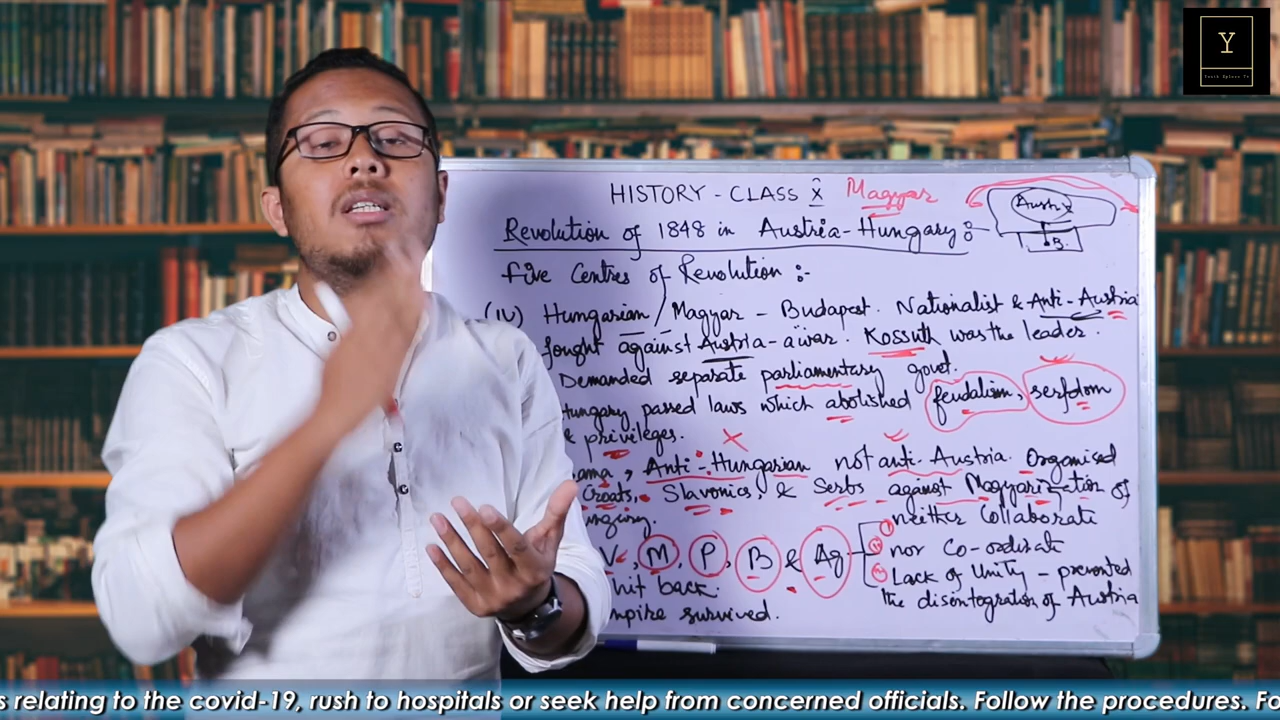 Y
HISTORY - CLASS X Magyar
Revolution of 1848 in Austria-Hungary:-
Five Centres of Revolution :-
(IV) Hungarian/Magyar - Budapest. Nationalist & Anti-Austria
fought against Austria-a war. Kossuth was the leader.
Demanded separate parliamentary govt.
Hungary passed laws which abolished feudalism, serfdom
& privileges.
Anti-Hungarian not anti-Austria. Organised
Croats, Slavonics, & Serbs against Magyarization of
neither Collaborate
V, M, P, B & Ag nor Co-ordinate
hit back. Lack of Unity - prevented
the disintegration of Austria
mpire survived.
s relating to the covid-19, rush to hospitals or seek help from concerned officials. Follow the procedures. Fo